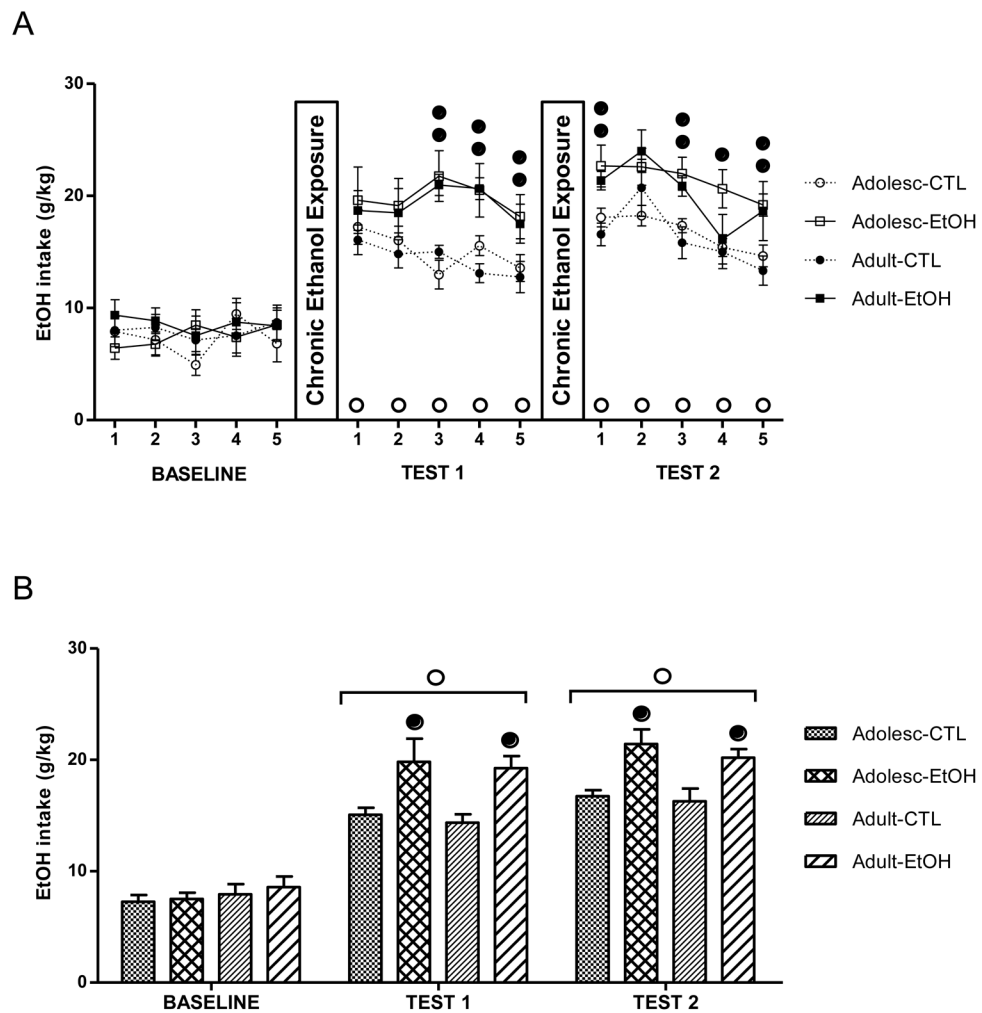 A
30
20
10
0
EtOH intake (g/kg)
Chronic Ethanol Exposure
Chronic Ethanol Exposure
1 2 3 4 5 1 2 3 4 5 1 2 3 4 5
BASELINE TEST 1 TEST 2
Adolesc-CTL
Adolesc-EtOH
Adult-CTL
Adult-EtOH
B
30
20
10
0
EtOH intake (g/kg)
BASELINE TEST 1 TEST 2
Adolesc-CTL
Adolesc-EtOH
Adult-CTL
Adult-EtOH